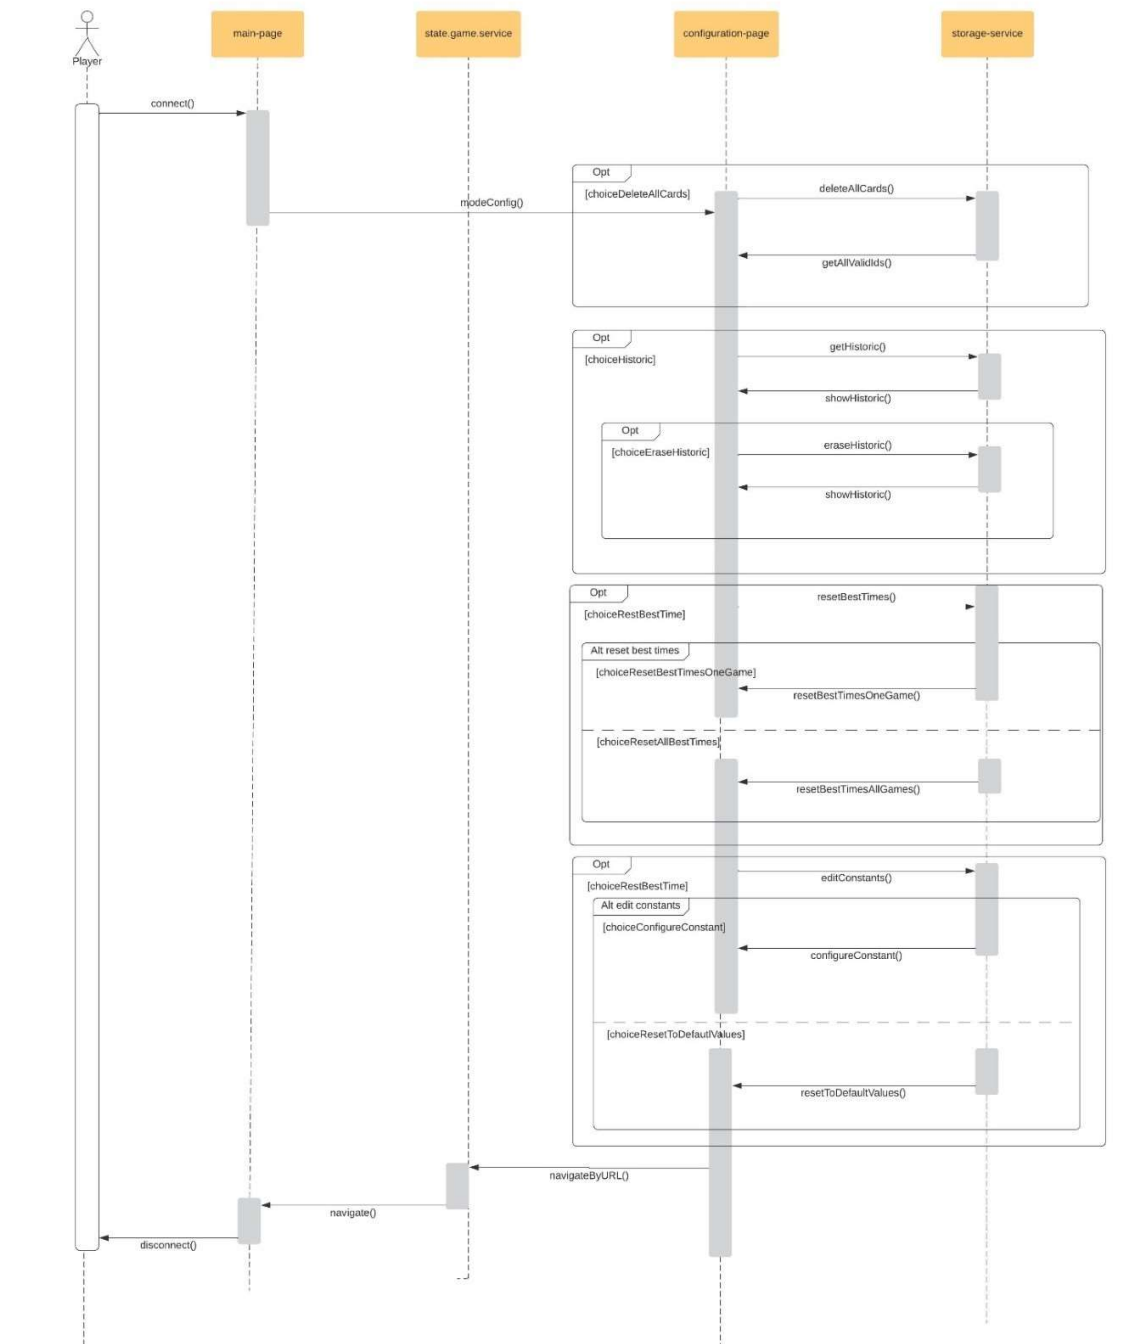 Player
main-page
state.game.service
configuration-page
storage-service
connect()
Opt
[choiceDeleteAllCards]
deleteAllCards()
modeConfig()
getAllValidIds()
Opt
[choiceHistoric]
getHistoric()
showHistoric()
Opt
[choiceEraseHistoric]
eraseHistoric()
showHistoric()
Opt
[choiceRestBestTime]
resetBestTimes()
Alt reset best times
[choiceResetBestTimesOneGame]
resetBestTimesOneGame()
[choiceResetAllBestTimes]
resetBestTimesAllGames()
Opt
[choiceRestBestTime]
editConstants()
Alt edit constants
[choiceConfigureConstant]
configureConstant()
[choiceResetToDefautlValues]
resetToDefaultValues()
navigateByURL()
navigate()
disconnect()